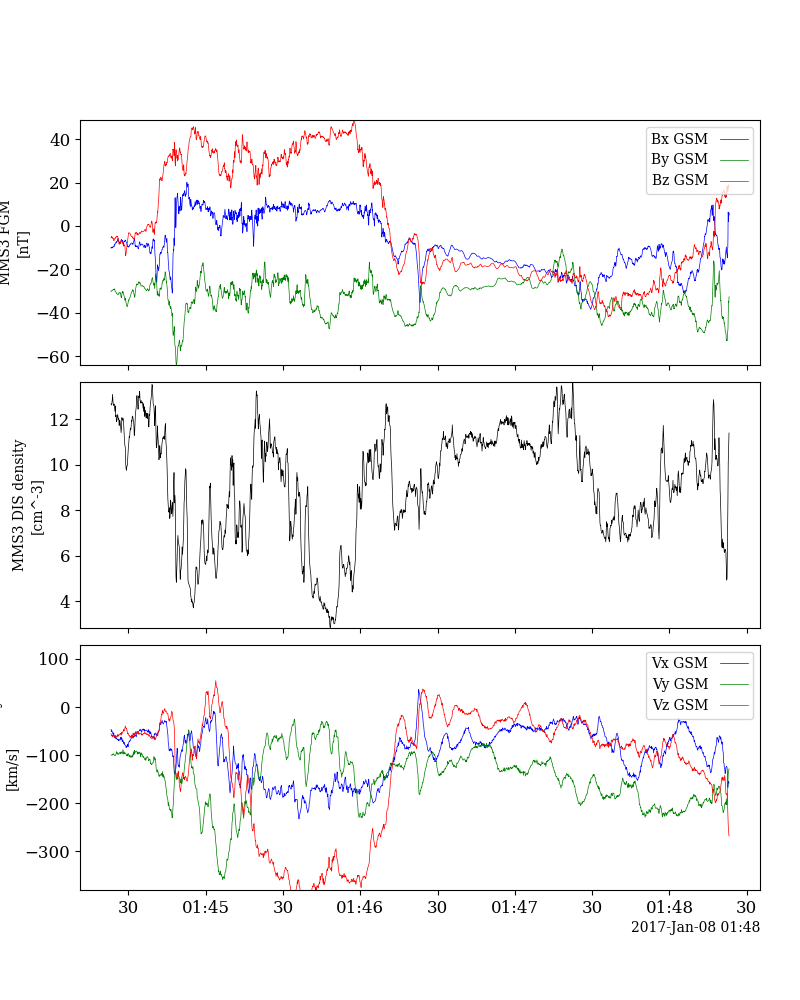 40
20
0
−20
−40
−60
MMS3 FGM
[nT]
Bx GSM
By GSM
Bz GSM
12
10
8
6
4
MMS3 DIS density
[cm^-3]
100
0
−100
−200
−300
[km/s]
Vx GSM
Vy GSM
Vz GSM
30 01:45 30 01:46 30 01:47 30 01:48 30
2017-Jan-08 01:48